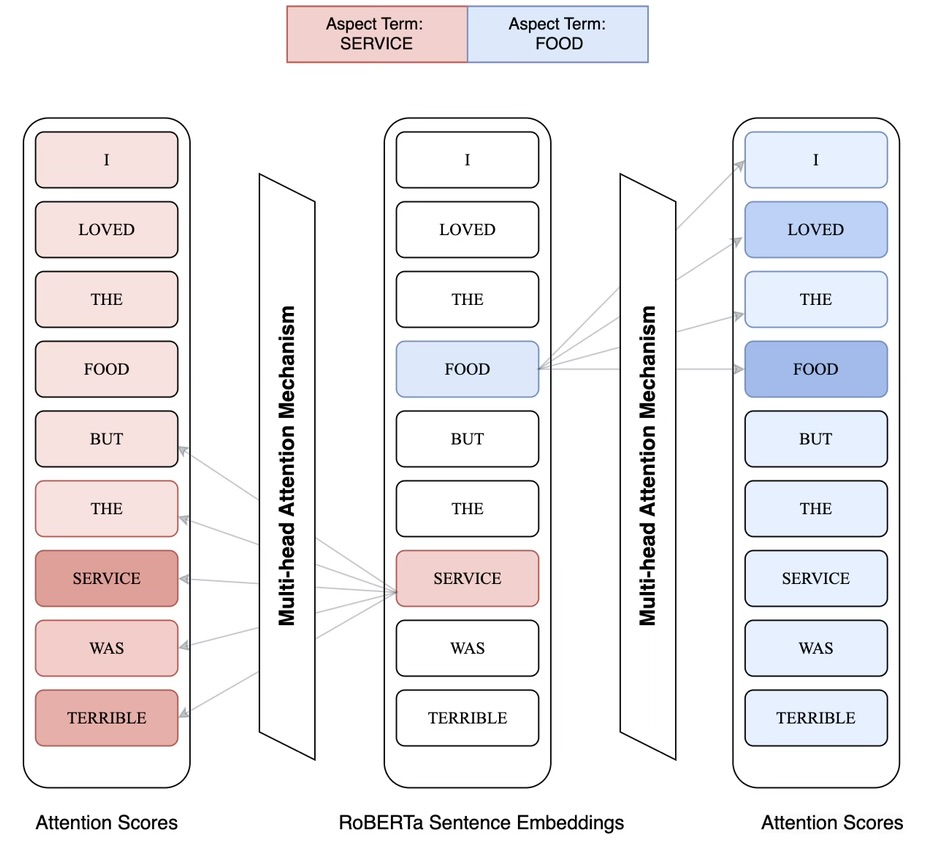 Aspect Term:
SERVICE
Aspect Term:
FOOD
I
LOVED
THE
FOOD
BUT
THE
SERVICE
WAS
TERRIBLE
Attention Scores
Multi-head Attention Mechanism
I
LOVED
THE
FOOD
BUT
THE
SERVICE
WAS
TERRIBLE
RoBERTa Sentence Embeddings
Multi-head Attention Mechanism
I
LOVED
THE
FOOD
BUT
THE
SERVICE
WAS
TERRIBLE
Attention Scores